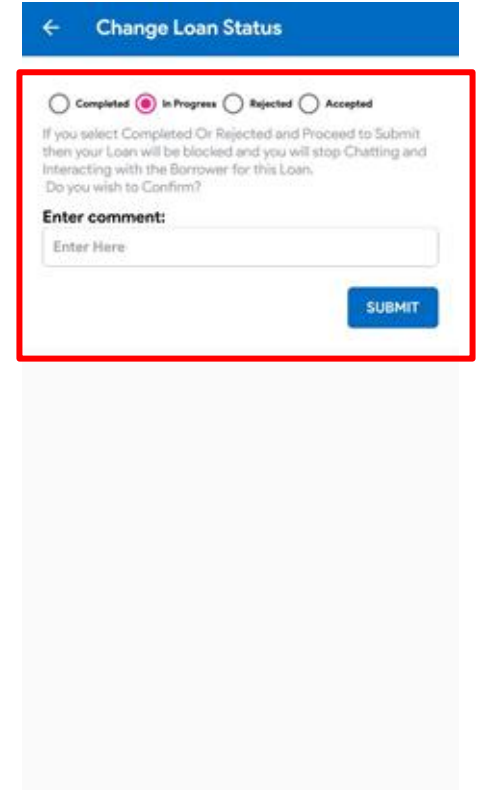 Change Loan Status
Completed In Progress Rejected Accepted
If you select Completed Or Rejected and Proceed to Submit
then your Loan will be blocked and you will stop Chatting and
Interacting with the Borrower for this Loan.
Do you wish to Confirm?
Enter comment:
Enter Here
SUBMIT